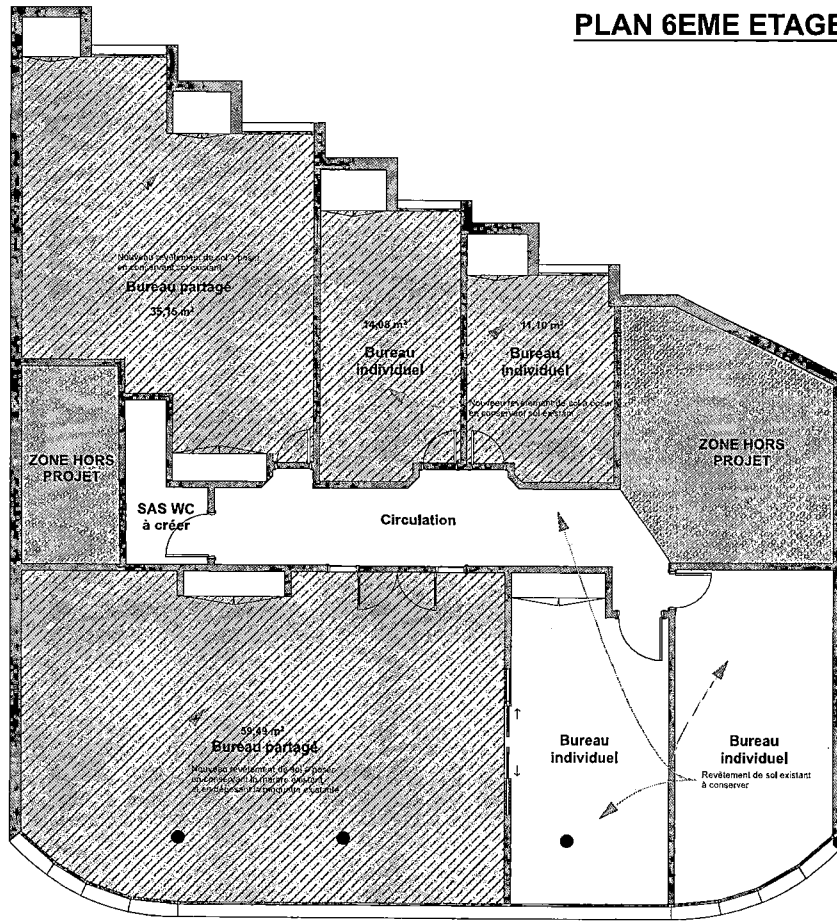 PLAN 6EME ETAGE
Nouveau revêtement de sol à poser
en conservant sol existant
Bureau partagé
35,15 m²
14,08 m²
Bureau
individuel
11,10 m²
Bureau
individuel
Nouveau revêtement de sol à poser
en conservant sol existant
ZONE HORS
PROJET
ZONE HORS
PROJET
SAS WC
à créer
Circulation
59,49 m²
Bureau partagé
Nouveau revêtement de sol à poser
en conservant la marbre existant
et en déposant la moquette existante
Bureau
individuel
Bureau
individuel
Revêtement de sol existant
à conserver